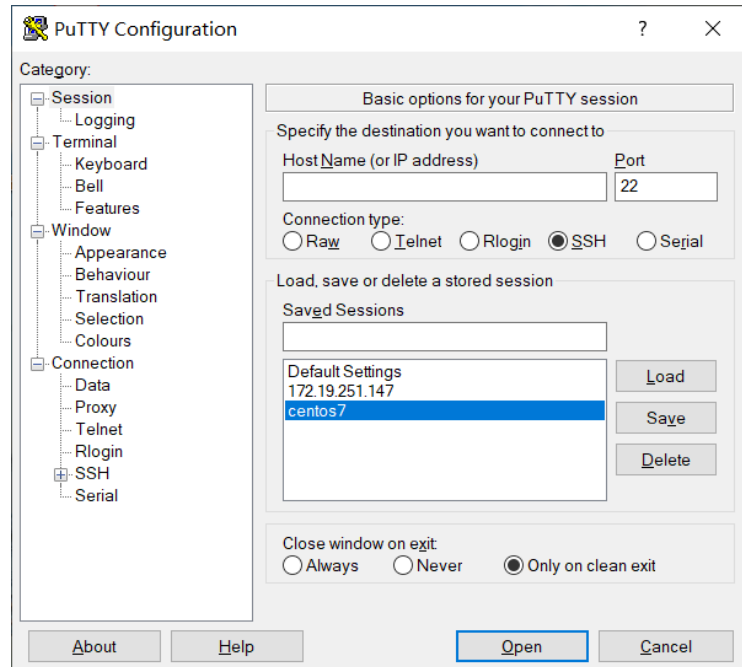 PuTTY Configuration
?
Category:
Session
Logging
Terminal
Keyboard
Bell
Features
Window
Appearance
Behaviour
Translation
Selection
Colours
Connection
Data
Proxy
Telnet
Rlogin
SSH
Serial
Basic options for your PuTTY session
Specify the destination you want to connect to
Host Name (or IP address) Port
22
Connection type:
Raw Telnet Rlogin SSH Serial
Load, save or delete a stored session
Saved Sessions
Default Settings
172.19.251.147
centos7
Load
Save
Delete
Close window on exit:
Always Never Only on clean exit
About Help Open Cancel